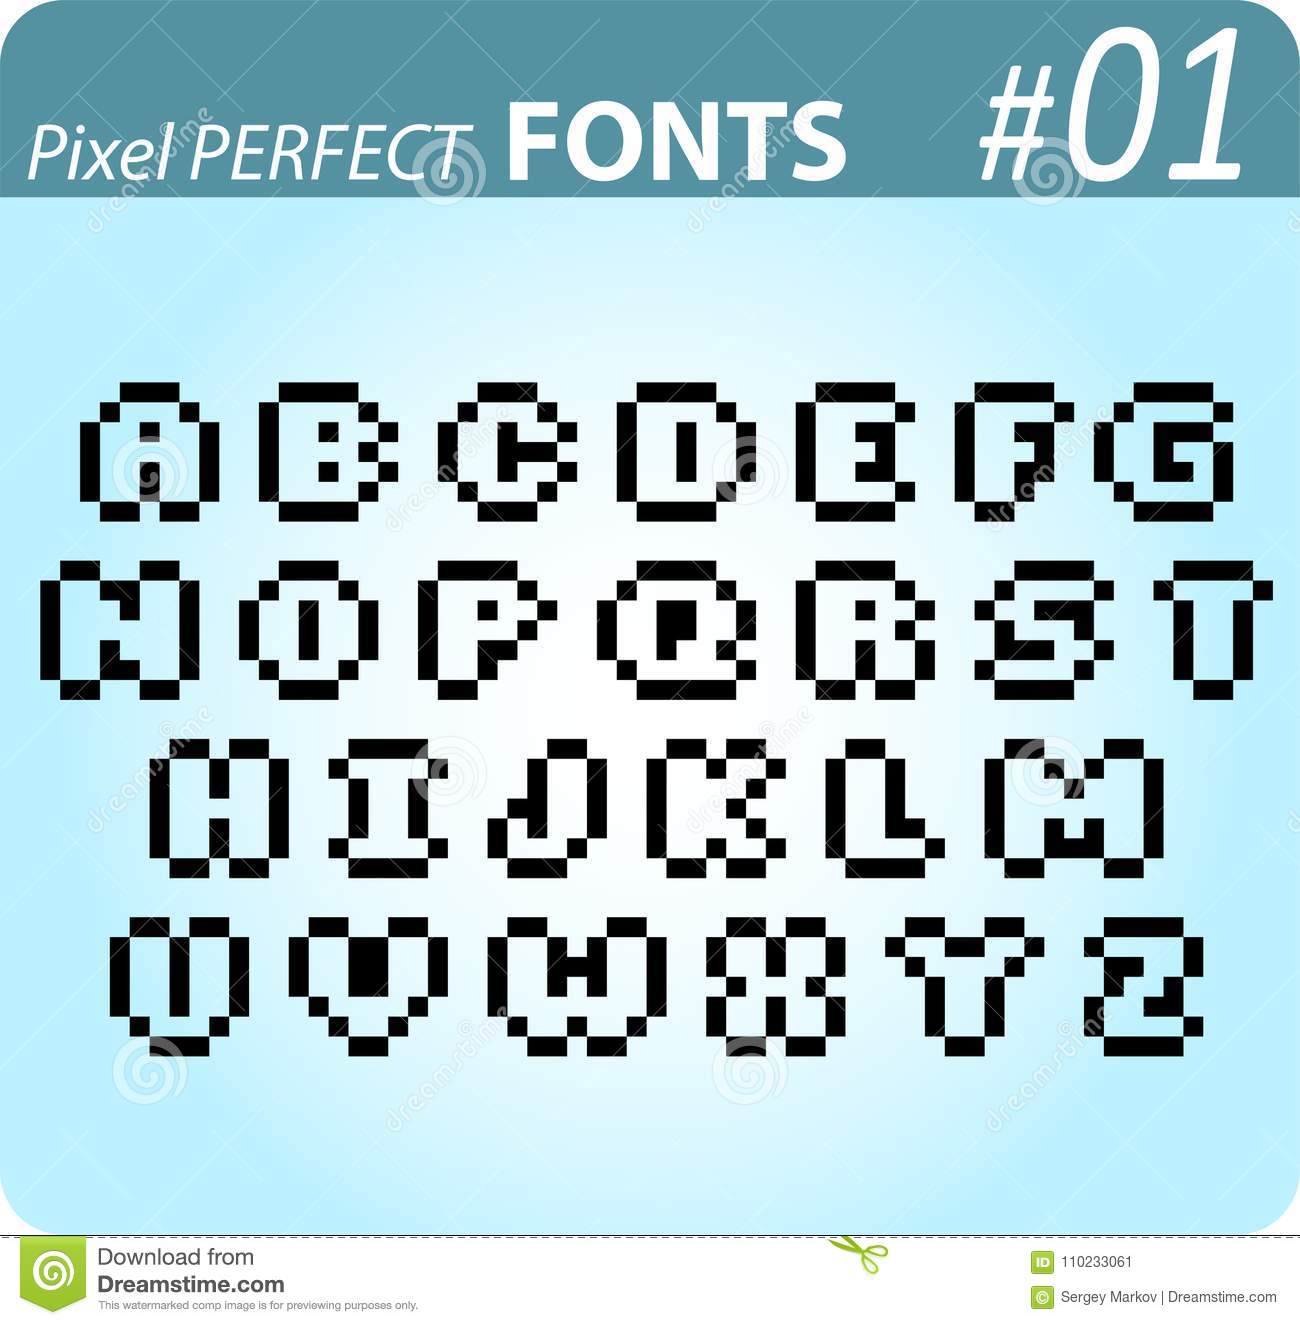 Pixel PERFECT FONTS #01
A B C D E F G
N O P Q R S T
H I J K L M
U V W X Y Z
Download from
Dreamstime.com
This watermarked comp image is for previewing purposes only.
ID 110233061
© Sergey Markov | Dreamstime.com